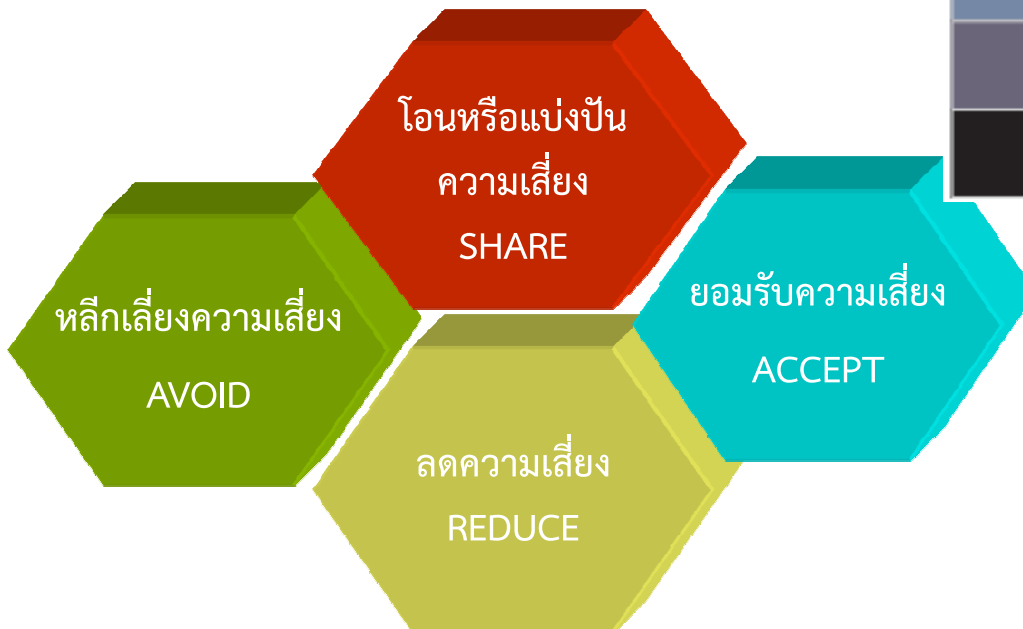 โอนหรือแบ่งปัน
ความเสี่ยง
SHARE
หลีกเลี่ยงความเสี่ยง
AVOID
ยอมรับความเสี่ยง
ACCEPT
ลดความเสี่ยง
REDUCE